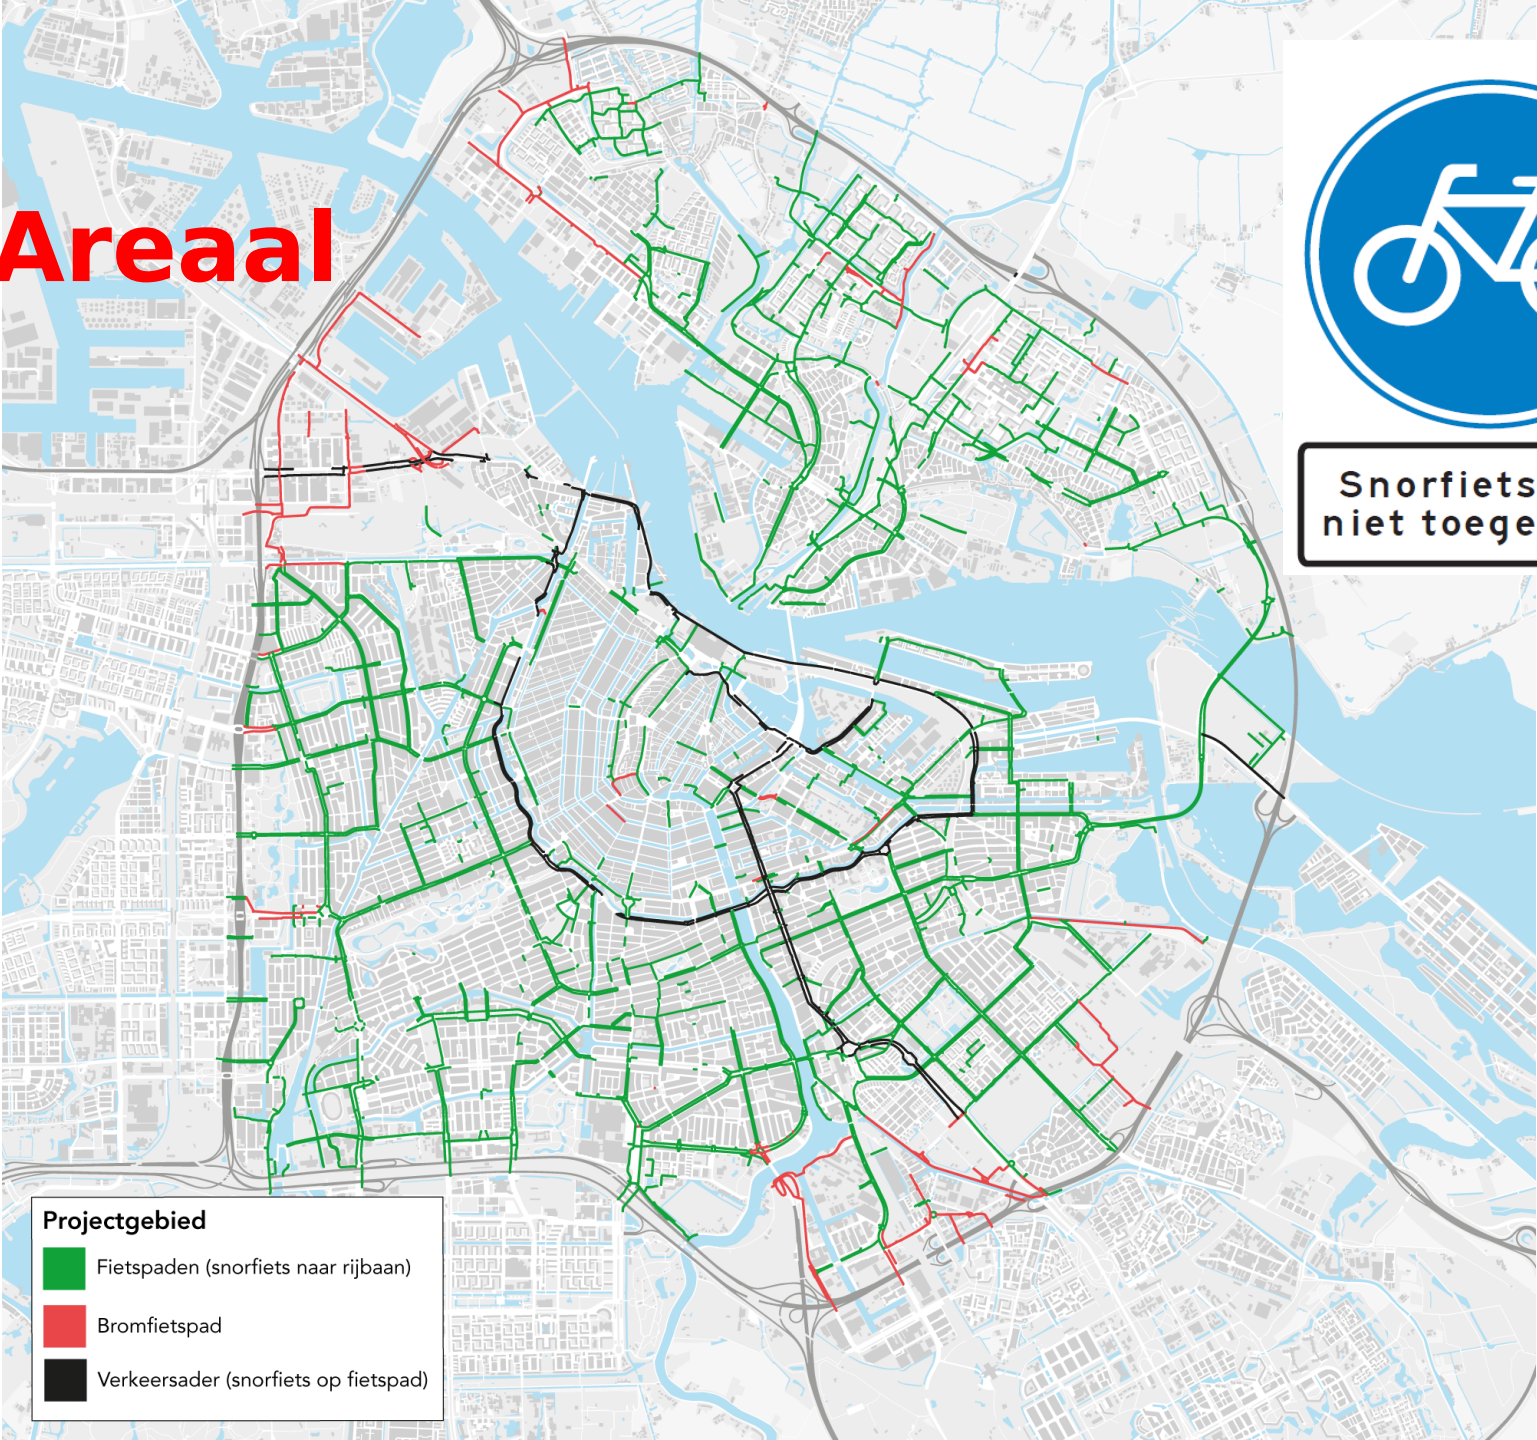 Areaal
Snorfiets
niet toege
Projectgebied
Fietspaden (snorfiets naar rijbaan)
Bromfietspad
Verkeersader (snorfiets op fietspad)